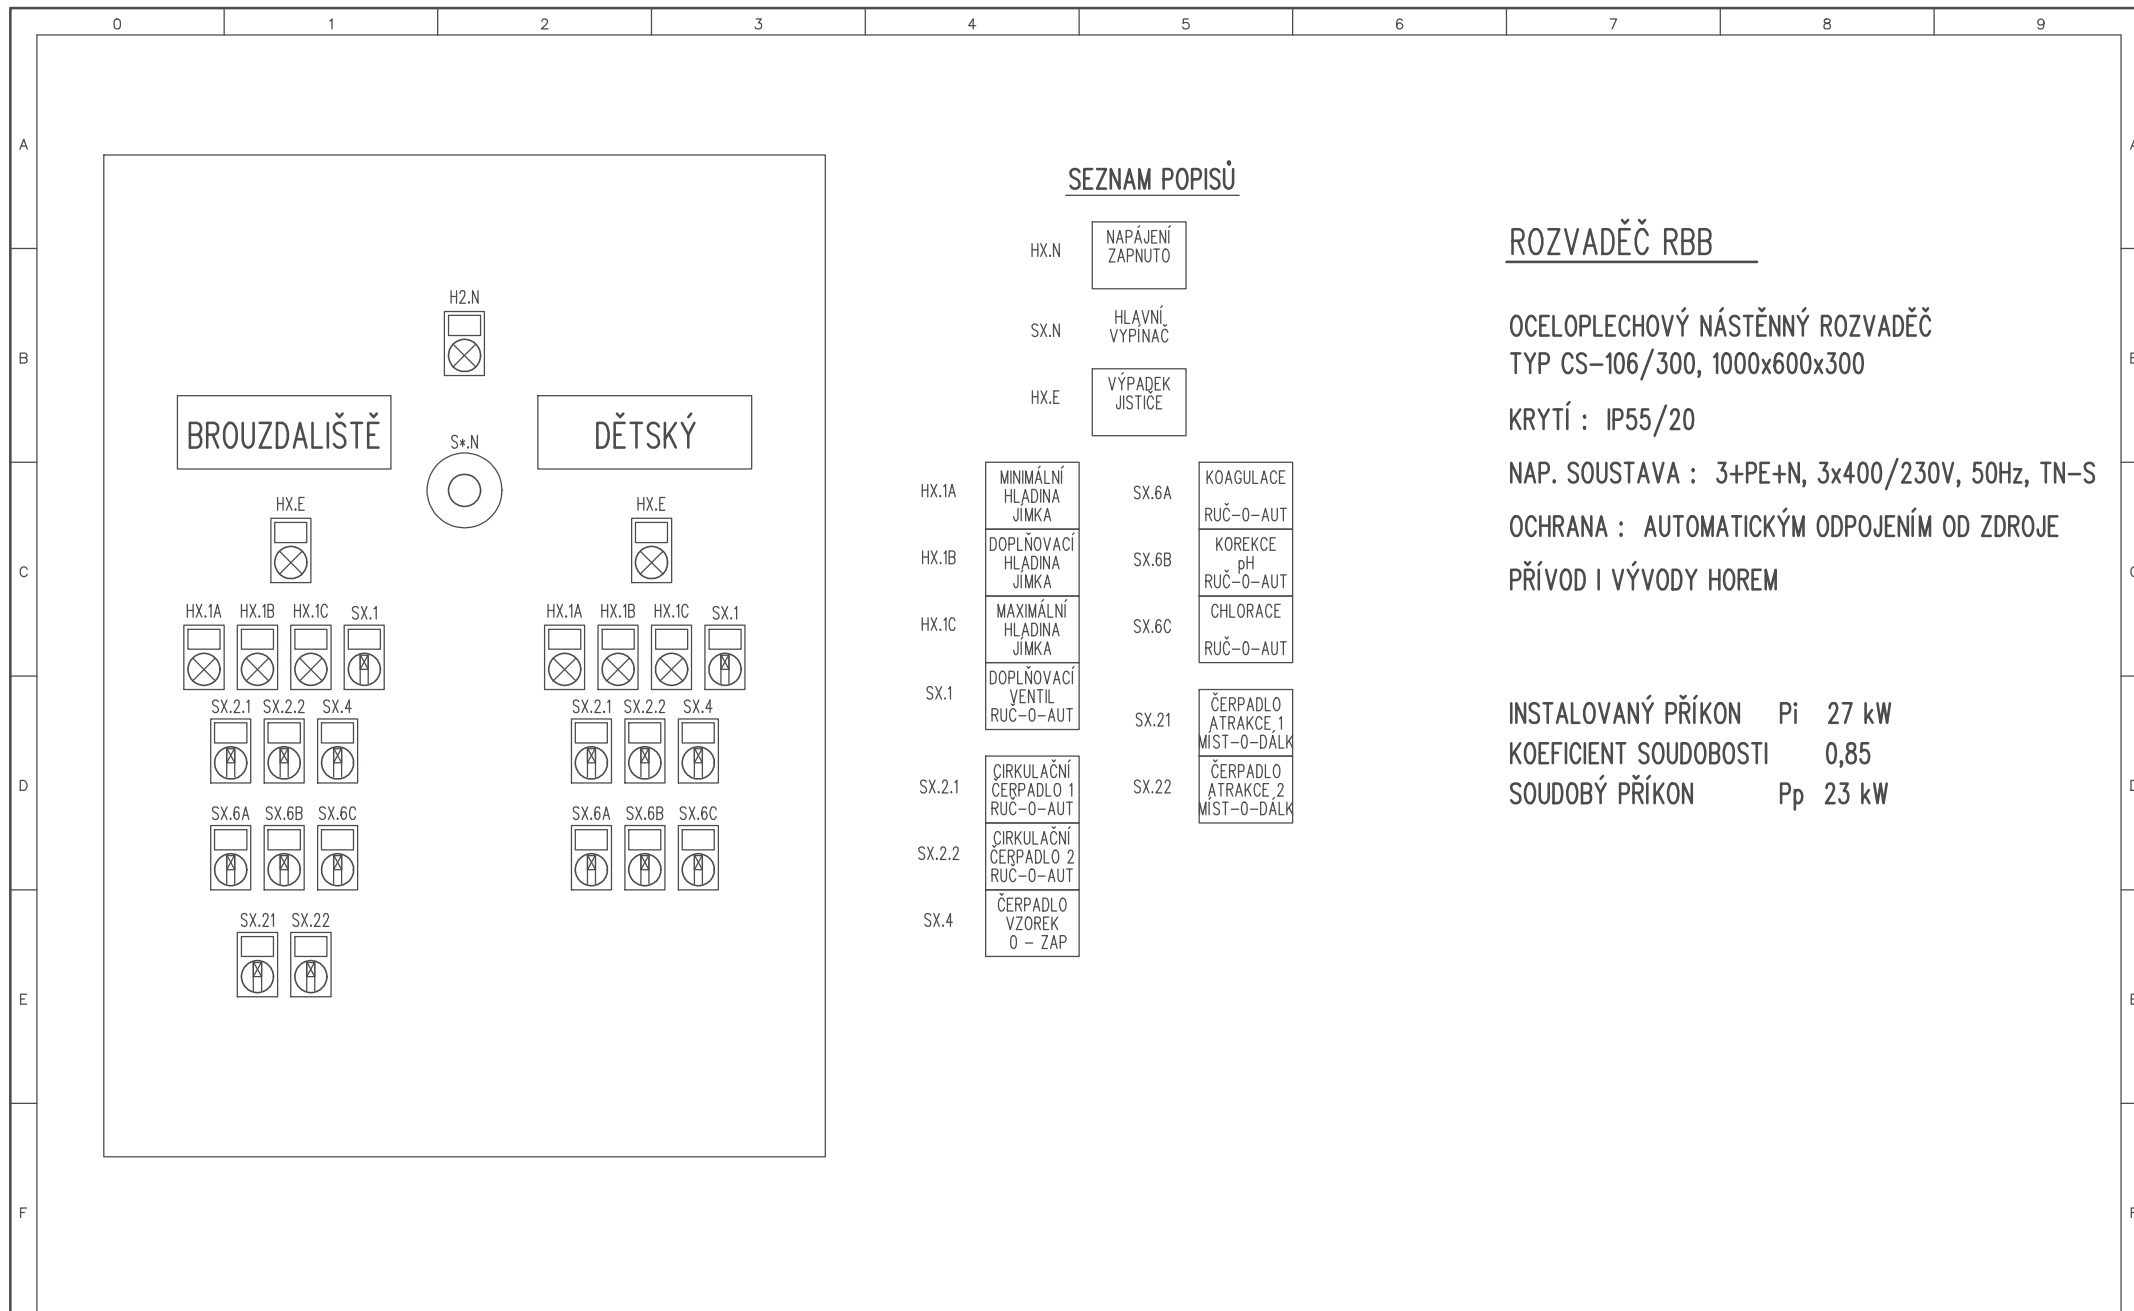 0 1 2 3 4 5 6 7 8 9
A A
SEZNAM POPISŮ
HX.N NAPÁJENÍ
ZAPNUTO
SX.N HLAVNÍ
VYPÍNAČ
HX.E VÝPADEK
JISTIČE
ROZVADĚČ RBB
OCELOPLECHOVÝ NÁSTĚNNÝ ROZVADĚČ
TYP CS-106/300, 1000x600x300
KRYTÍ : IP55/20
NAP. SOUSTAVA : 3+PE+N, 3x400/230V, 50Hz, TN-S
OCHRANA : AUTOMATICKÝM ODPOJENÍM OD ZDROJE
PŘÍVOD I VÝVODY HOREM
INSTALOVANÝ PŘÍKON Pi 27 kW
KOEFICIENT SOUDOBOSTI 0,85
SOUDOBÝ PŘÍKON Pp 23 kW
H2.N
B B
BROUZDALIŠTĚ
S*.N
DĚTSKÝ
HX.E HX.E
C C
HX.1A HX.1B HX.1C SX.1 HX.1A HX.1B HX.1C SX.1
SX.2.1 SX.2.2 SX.4 SX.2.1 SX.2.2 SX.4
D D
SX.6A SX.6B SX.6C SX.6A SX.6B SX.6C
SX.21 SX.22
E E
F F
HX.1A MINIMÁLNÍ
HLADINA
JÍMKA
HX.1B DOPLŇOVACÍ
HLADINA
JÍMKA
HX.1C MAXIMÁLNÍ
HLADINA
JÍMKA
SX.1 DOPLŇOVACÍ
VENTIL
RUČ-O-AUT
SX.2.1 CIRKULAČNÍ
ČERPADLO 1
RUČ-O-AUT
SX.2.2 CIRKULAČNÍ
ČERPADLO 2
RUČ-O-AUT
SX.4 ČERPADLO
VZOREK
O - ZAP
SX.6A KOAGULACE
RUČ-O-AUT
SX.6B KOREKCE
pH
RUČ-O-AUT
SX.6C CHLORACE
RUČ-O-AUT
SX.21 ČERPADLO
ATRAKCE 1
MÍST-O-DÁLK
SX.22 ČERPADLO
ATRAKCE 2
MÍST-O-DÁLK